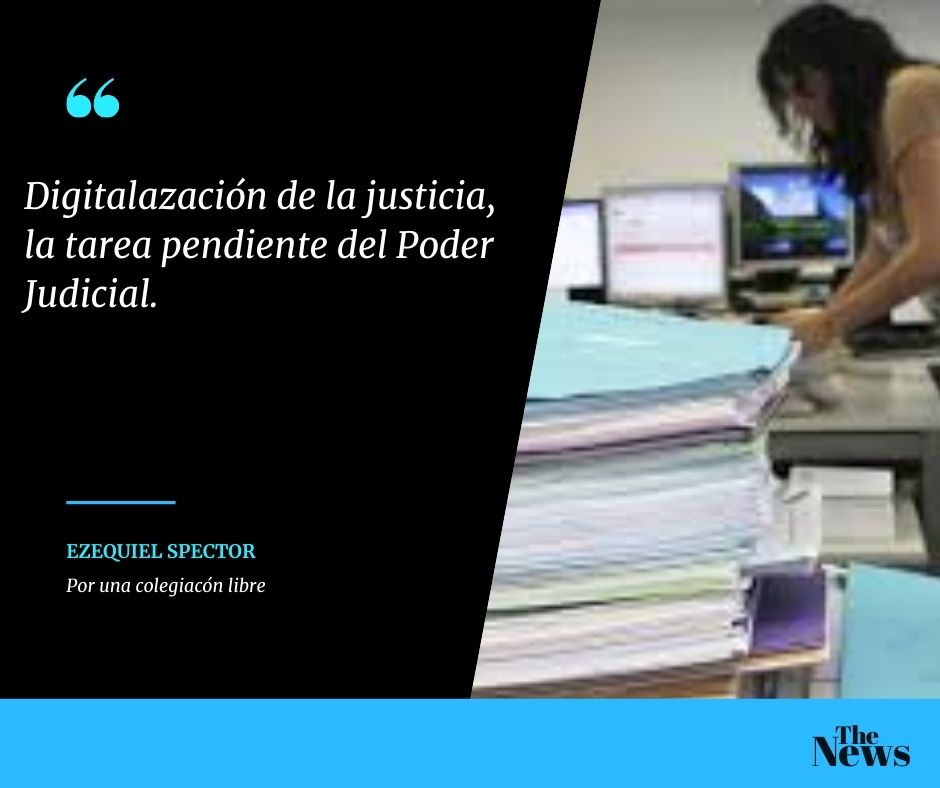 “
Digitalazación de la justicia,
la tarea pendiente del Poder
Judicial.
EZEQUIEL SPECTOR
Por una colegiacón libre
The
News